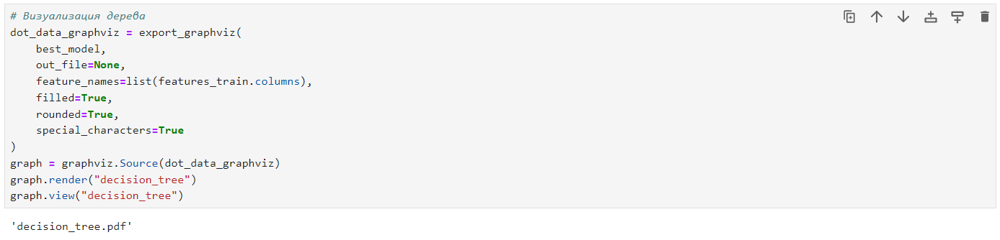 # Визуализация дерева
dot_data_graphviz = export_graphviz(
    best_model,
    out_file=None,
    feature_names=list(features_train.columns),
    filled=True,
    rounded=True,
    special_characters=True
)
graph = graphviz.Source(dot_data_graphviz)
graph.render("decision_tree")
graph.view("decision_tree")
'decision_tree.pdf'